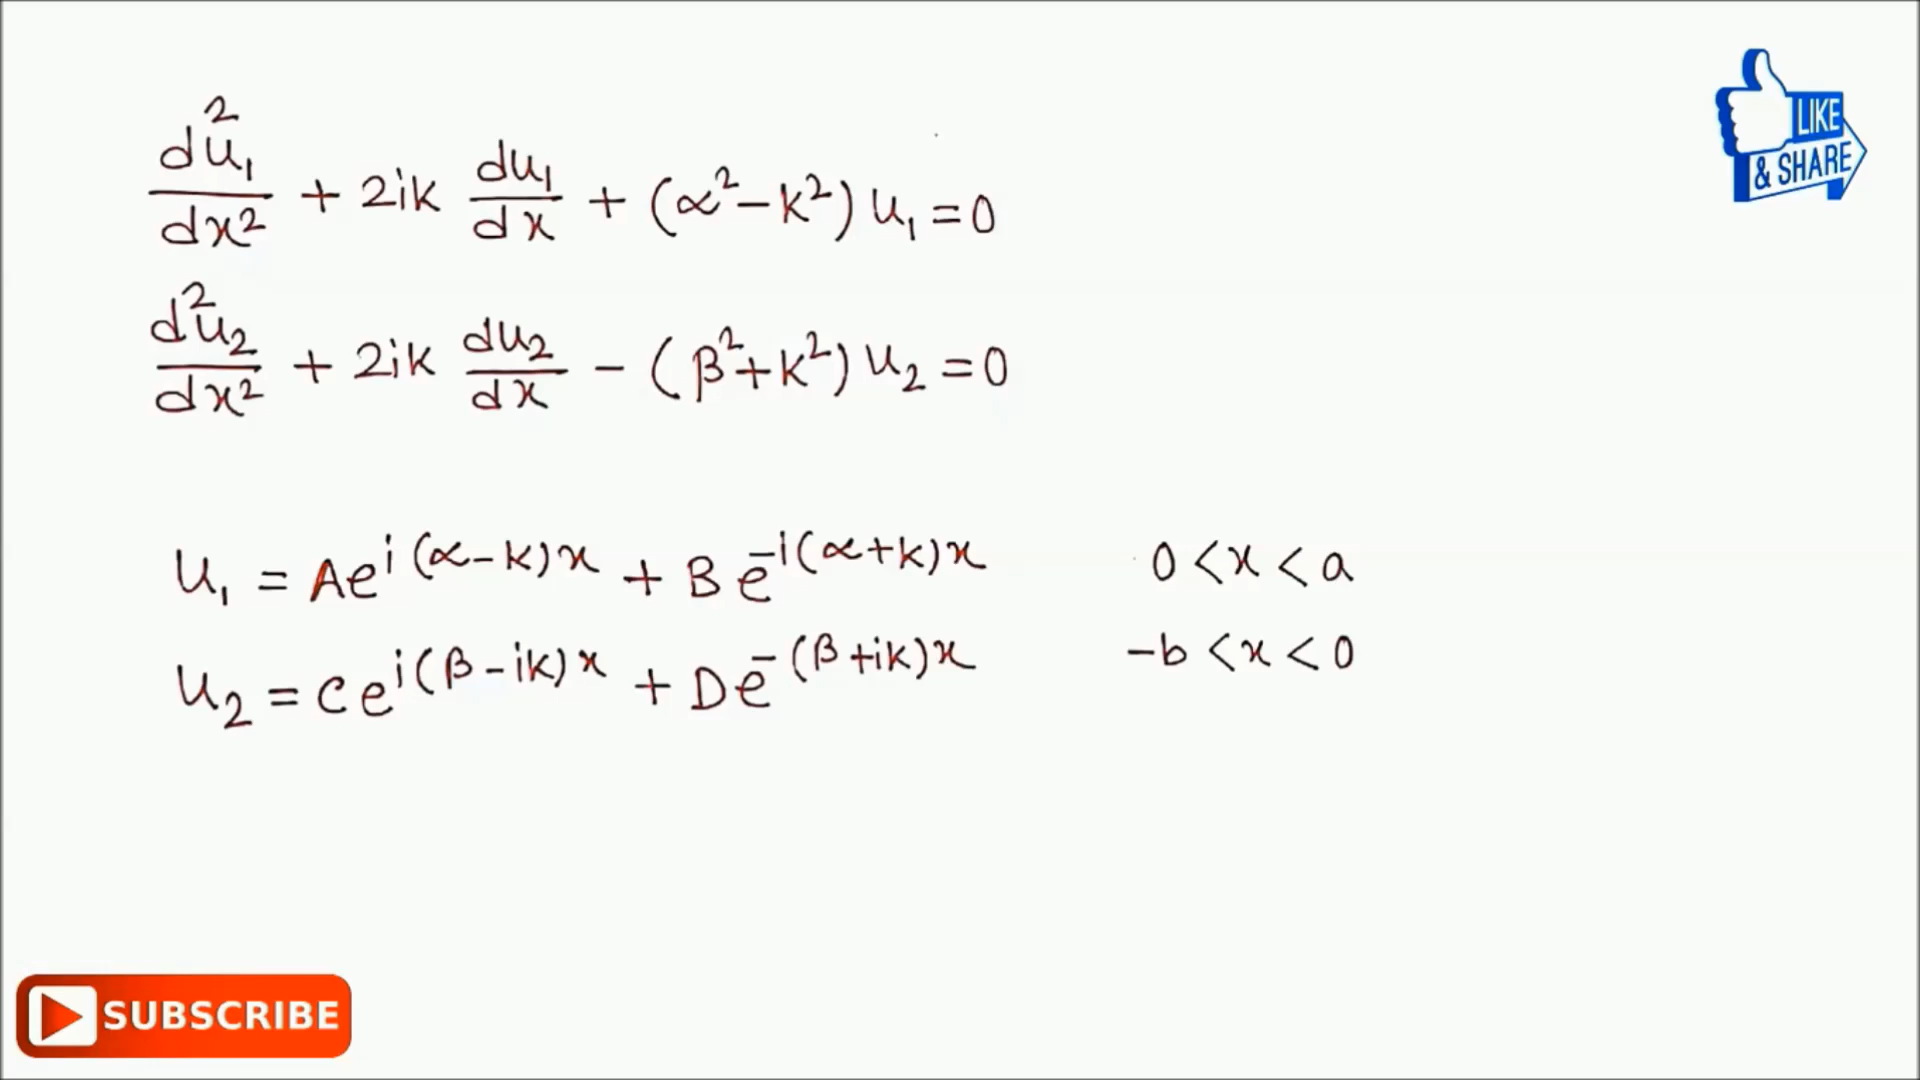 d²u₁/dx² + 2ik du₁/dx + (α² - k²) u₁ = 0
LIKE
& SHARE
d²u₂/dx² + 2ik du₂/dx - (β² + k²) u₂ = 0
u₁ = Ae^{i(α-k)x} + Be^{-i(α+k)x} 0 < x < a
u₂ = Ce^{i(β-ik)x} + De^{-(β+ik)x} -b < x < 0
SUBSCRIBE